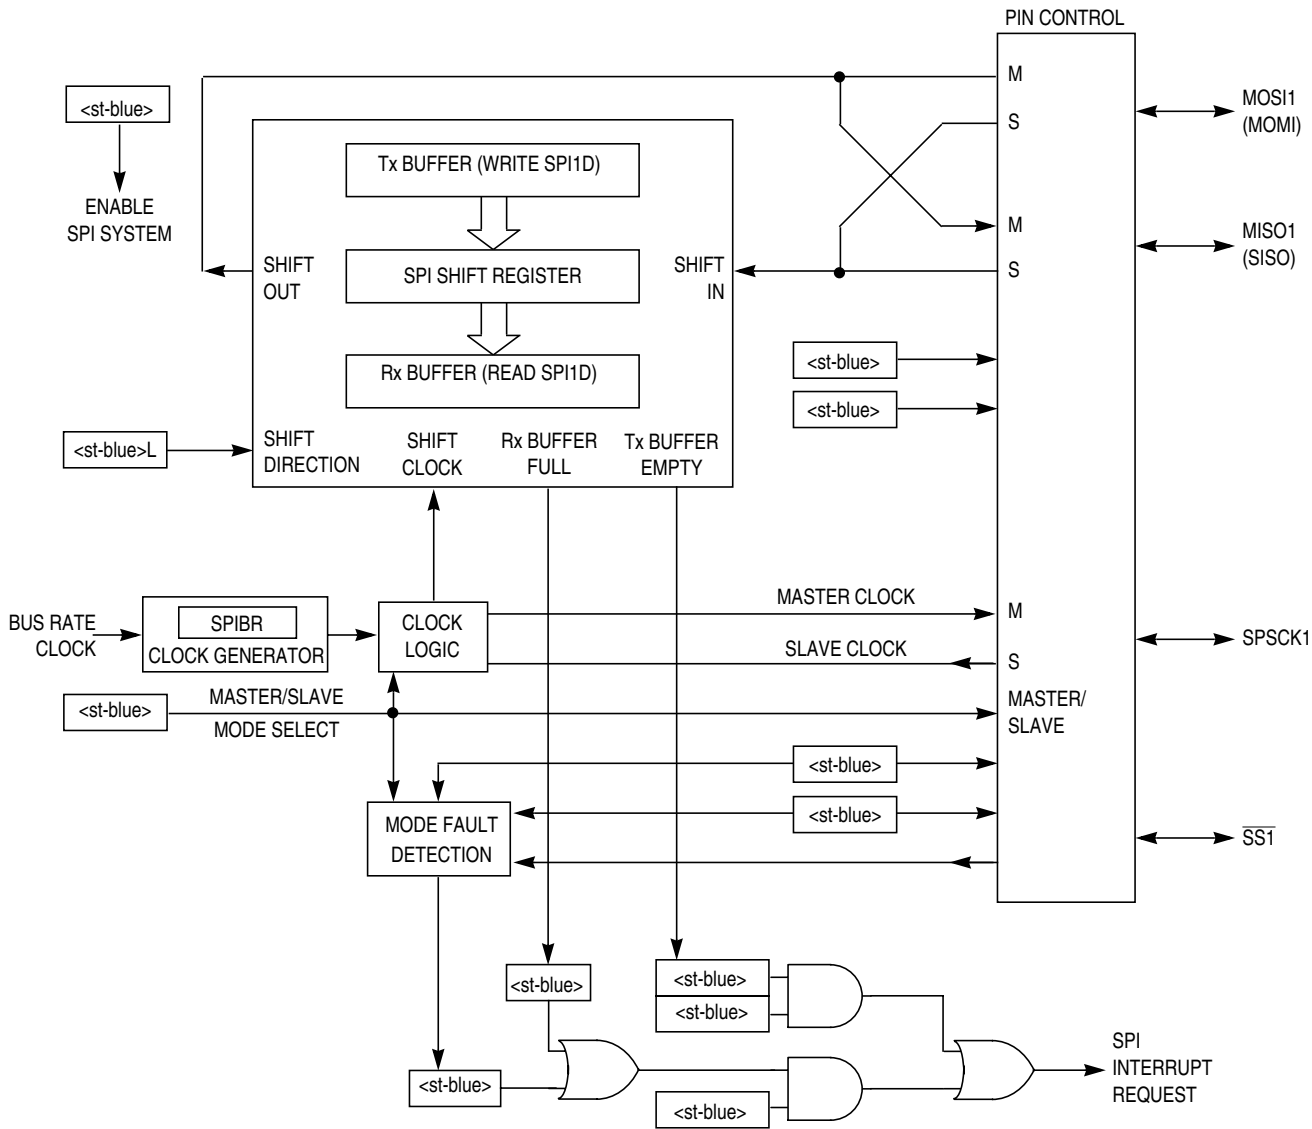 PIN CONTROL
M
MOSI1
(MOMI)
S
<st-blue>
ENABLE
SPI SYSTEM
Tx BUFFER (WRITE SPI1D)
M
MISO1
(SISO)
SHIFT
OUT
SPI SHIFT REGISTER
SHIFT
IN
S
Rx BUFFER (READ SPI1D)
<st-blue>
<st-blue>
<st-blue>L
SHIFT
DIRECTION
SHIFT
CLOCK
Rx BUFFER
FULL
Tx BUFFER
EMPTY
BUS RATE
CLOCK
SPIBR
CLOCK GENERATOR
CLOCK
LOGIC
MASTER CLOCK
M
SLAVE CLOCK
S
SPSCK1
<st-blue>
MASTER/SLAVE
MODE SELECT
MASTER/
SLAVE
<st-blue>
<st-blue>
MODE FAULT
DETECTION
SS1
<st-blue>
<st-blue>
<st-blue>
<st-blue>
<st-blue>
SPI
INTERRUPT
REQUEST